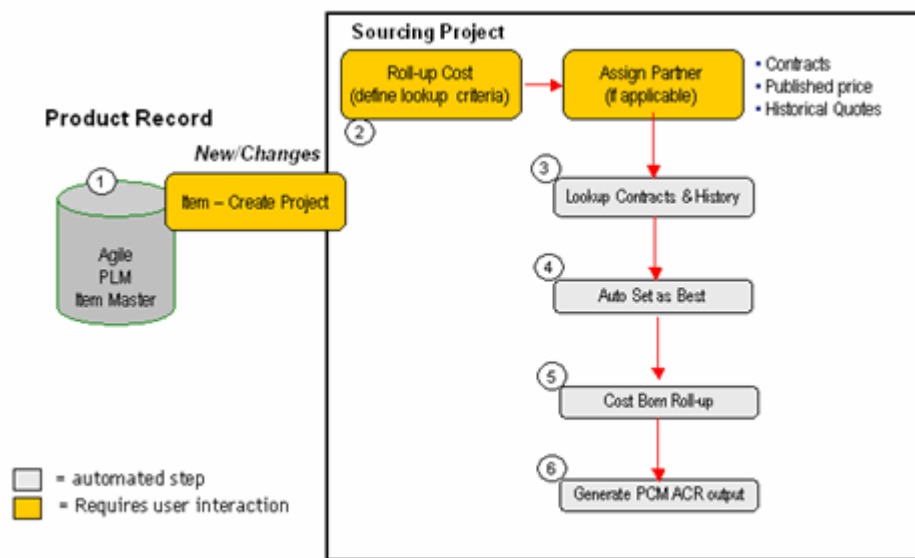 Sourcing Project
Roll-up Cost
(define lookup criteria)
2
Assign Partner
(if applicable)
• Contracts
• Published price
• Historical Quotes
Product Record
New/Changes
1
Item – Create Project
Agile
PLM
Item Master
3
Lookup Contracts & History
4
Auto Set as Best
5
Cost Bom Roll-up
6
Generate PCM ACR output
= automated step
= Requires user interaction